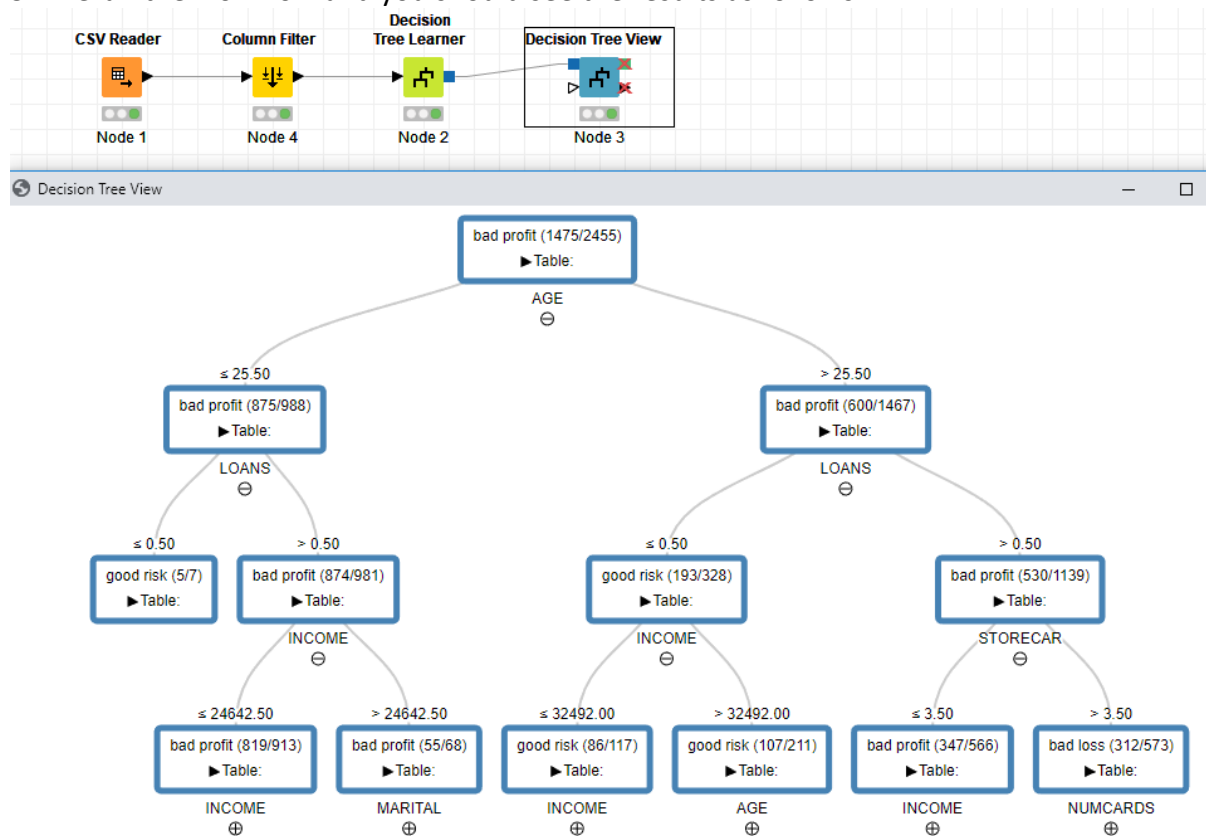 Decision
CSV Reader Column Filter Tree Learner Decision Tree View
Node 1 Node 4 Node 2 Node 3
Decision Tree View
bad profit (1475/2455)
▶Table:
AGE
≤ 25.50 > 25.50
bad profit (875/988) bad profit (600/1467)
▶Table: ▶Table:
LOANS LOANS
≤ 0.50 > 0.50 ≤ 0.50 > 0.50
good risk (5/7) bad profit (874/981) good risk (193/328) bad profit (530/1139)
▶Table: ▶Table: ▶Table: ▶Table:
INCOME INCOME STORECAR
≤ 24642.50 > 24642.50 ≤ 32492.00 > 32492.00 ≤ 3.50 > 3.50
bad profit (819/913) bad profit (55/68) good risk (86/117) good risk (107/211) bad profit (347/566) bad loss (312/573)
▶Table: ▶Table: ▶Table: ▶Table: ▶Table: ▶Table:
INCOME MARITAL INCOME AGE INCOME NUMCARDS